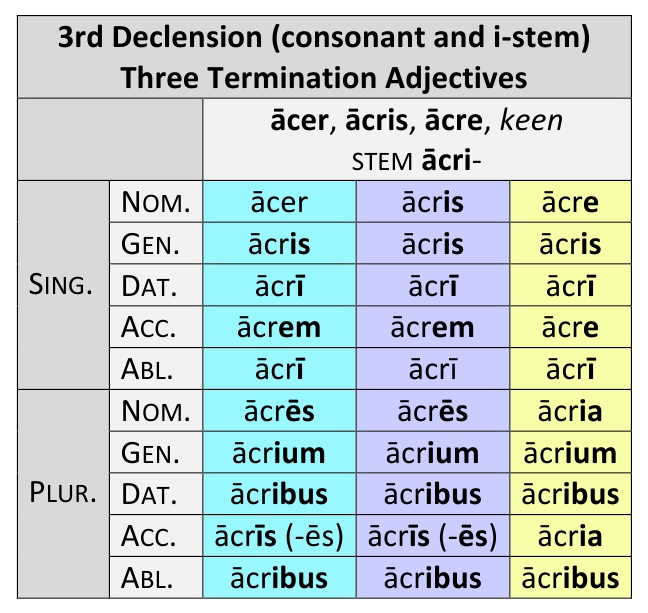 3rd Declension (consonant and i-stem)
Three Termination Adjectives
ācer, ācris, ācre, keen
STEM ācri-
SING.
NOM. ācer ācris ācre
GEN. ācris ācris ācris
DAT. ācrī ācrī ācrī
ACC. ācrem ācrem ācre
ABL. ācrī ācrī ācrī
PLUR.
NOM. ācrēs ācrēs ācria
GEN. ācrium ācrium ācrium
DAT. ācribus ācribus ācribus
ACC. ācrīs (-ēs) ācrīs (-ēs) ācria
ABL. ācribus ācribus ācribus